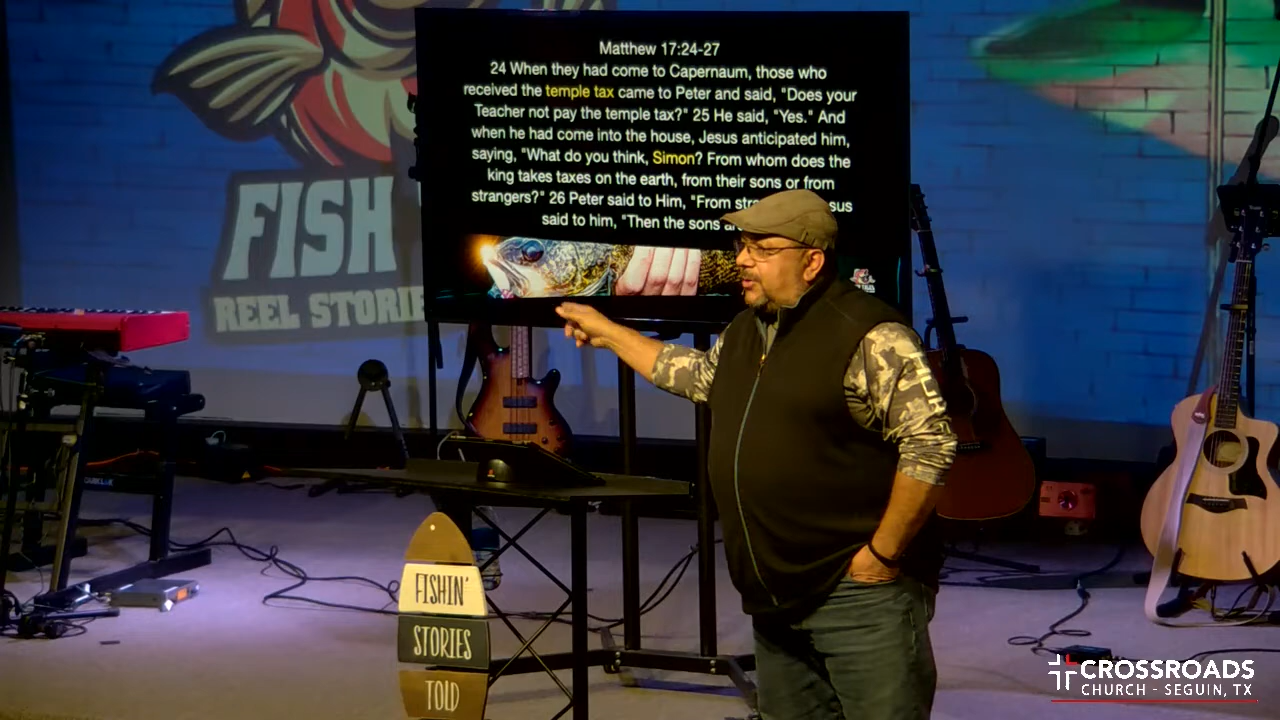 Matthew 17:24-27
24 When they had come to Capernaum, those who
received the temple tax came to Peter and said, "Does your
Teacher not pay the temple tax?" 25 He said, "Yes." And
when he had come into the house, Jesus anticipated him,
saying, "What do you think, Simon? From whom does the
king takes taxes on the earth, from their sons or from
strangers?" 26 Peter said to Him, "From
said to him, "Then the sons
FISH
REEL STORIE
FISHIN'
STORIES
TOLD
CROSSROADS
CHURCH - SEGUIN, TX